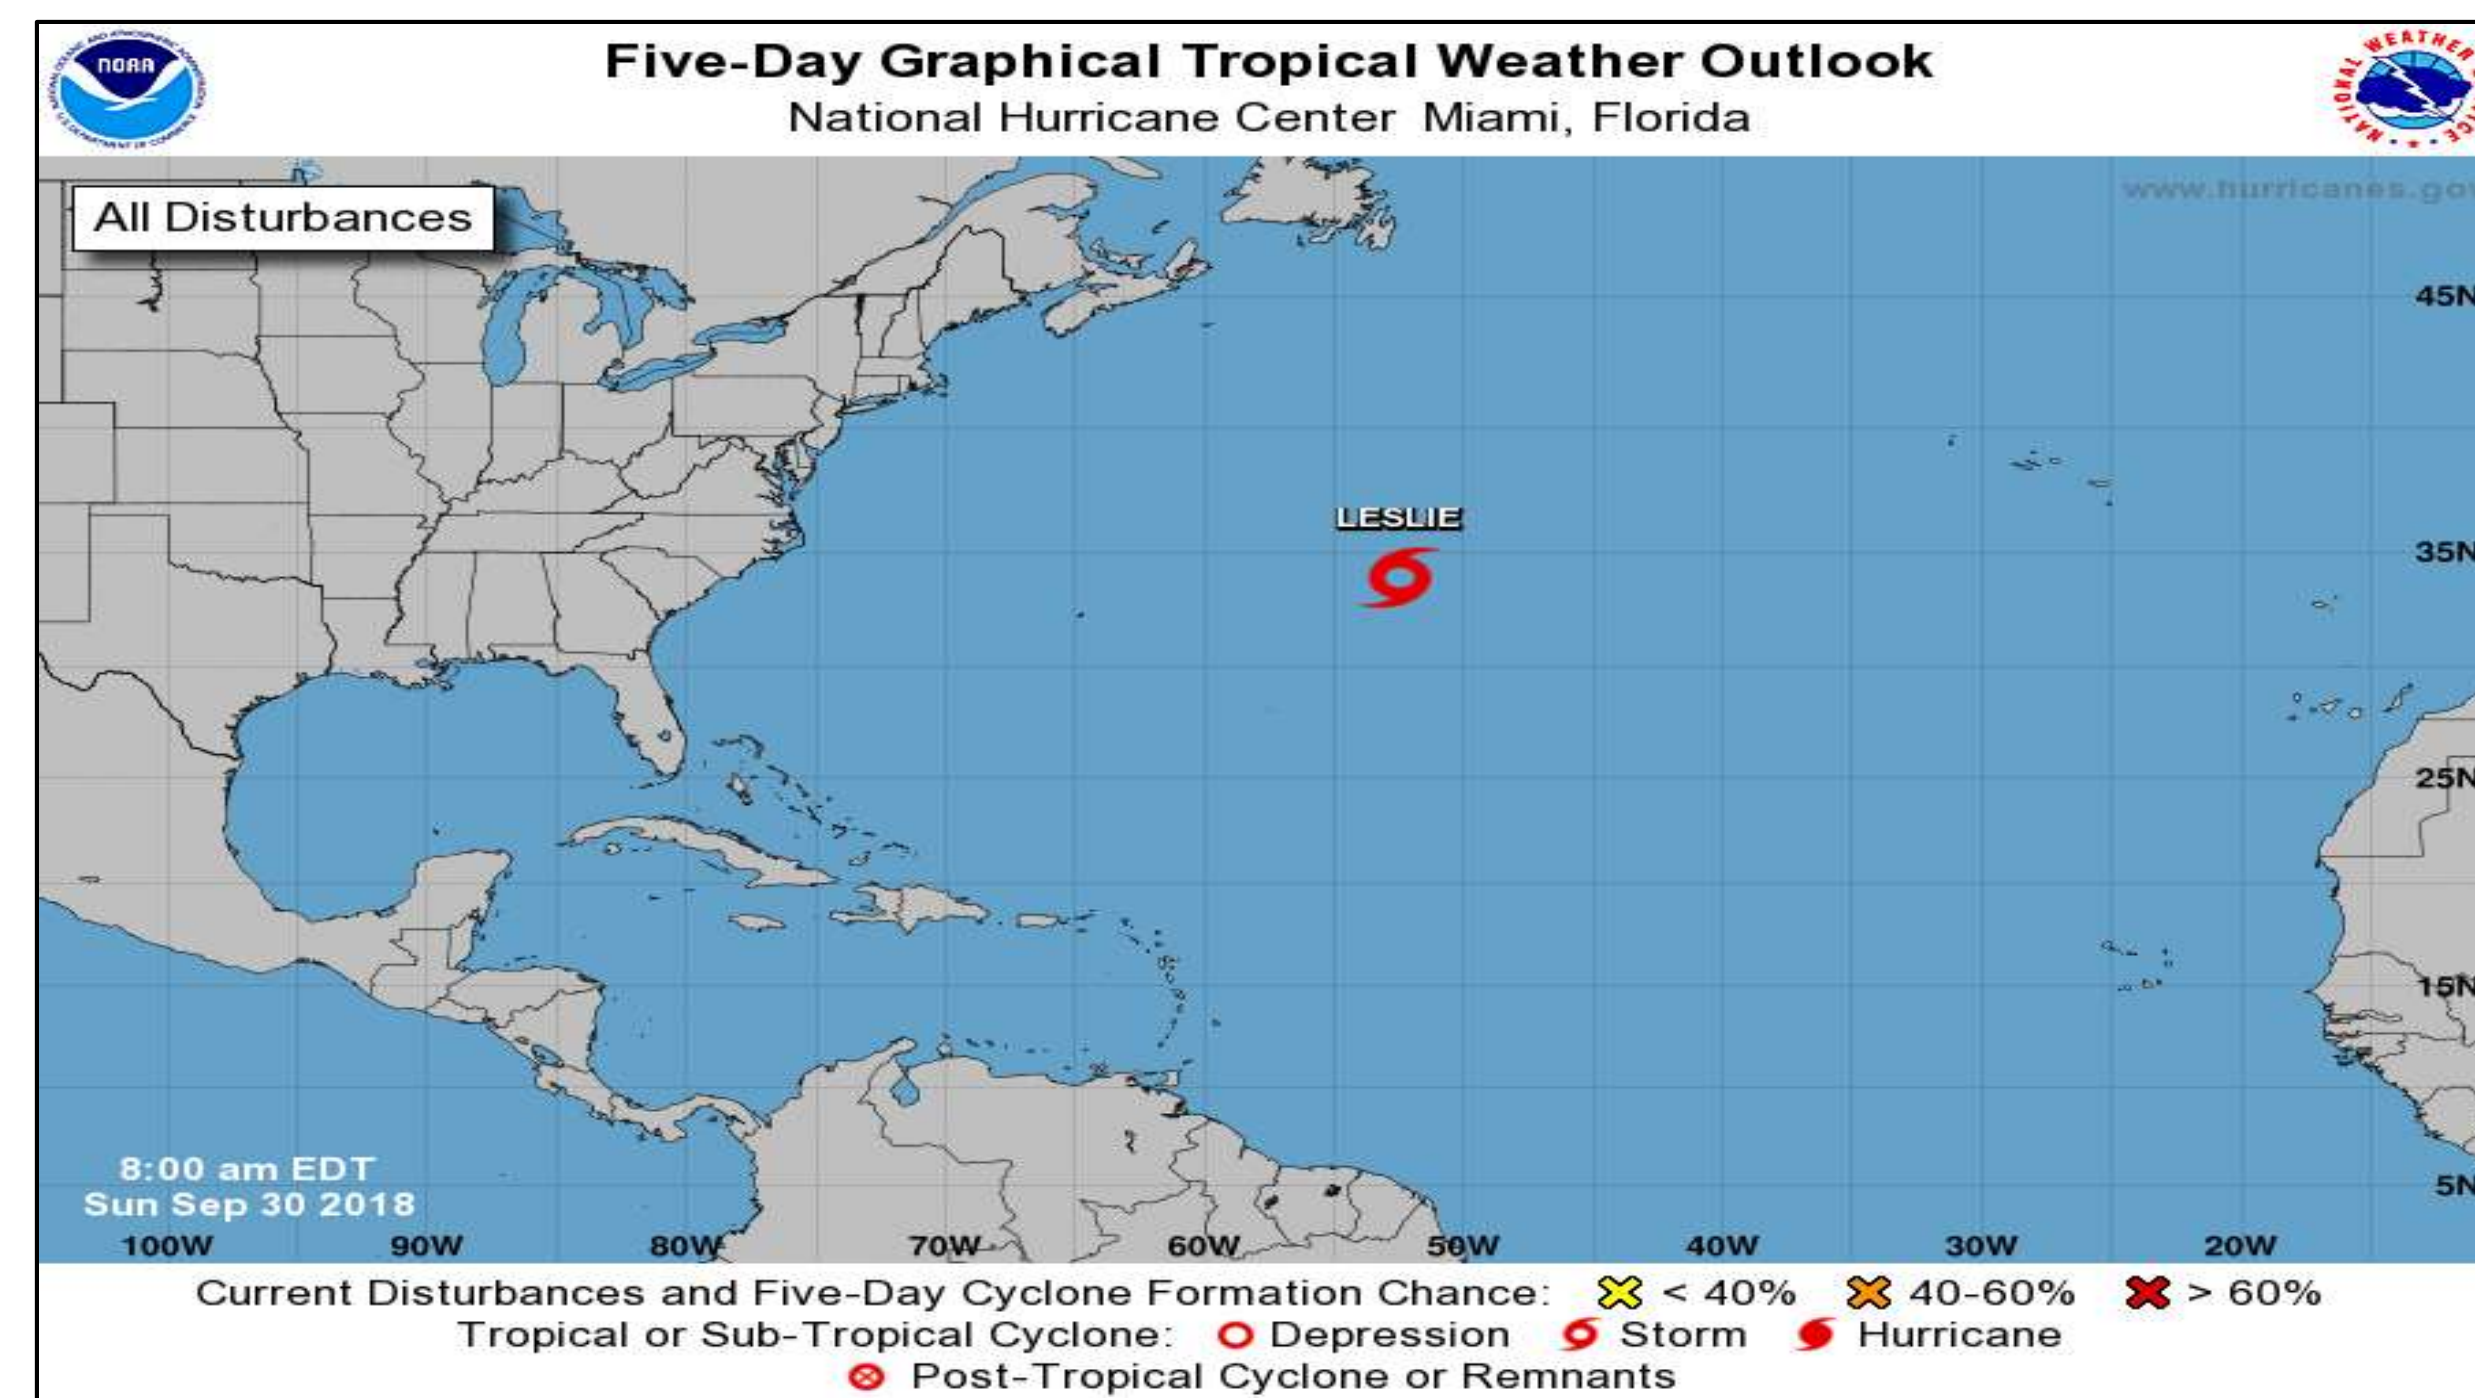 NOAA
Five-Day Graphical Tropical Weather Outlook
National Hurricane Center Miami, Florida
NATIONAL WEATHER
All Disturbances
www.hurricanes.gov
45N
LESLIE
35N
25N
15N
5N
8:00 am EDT
Sun Sep 30 2018
100W 90W 80W 70W 60W 50W 40W 30W 20W
Current Disturbances and Five-Day Cyclone Formation Chance: < 40% 40-60% > 60%
Tropical or Sub-Tropical Cyclone: Depression Storm Hurricane
Post-Tropical Cyclone or Remnants